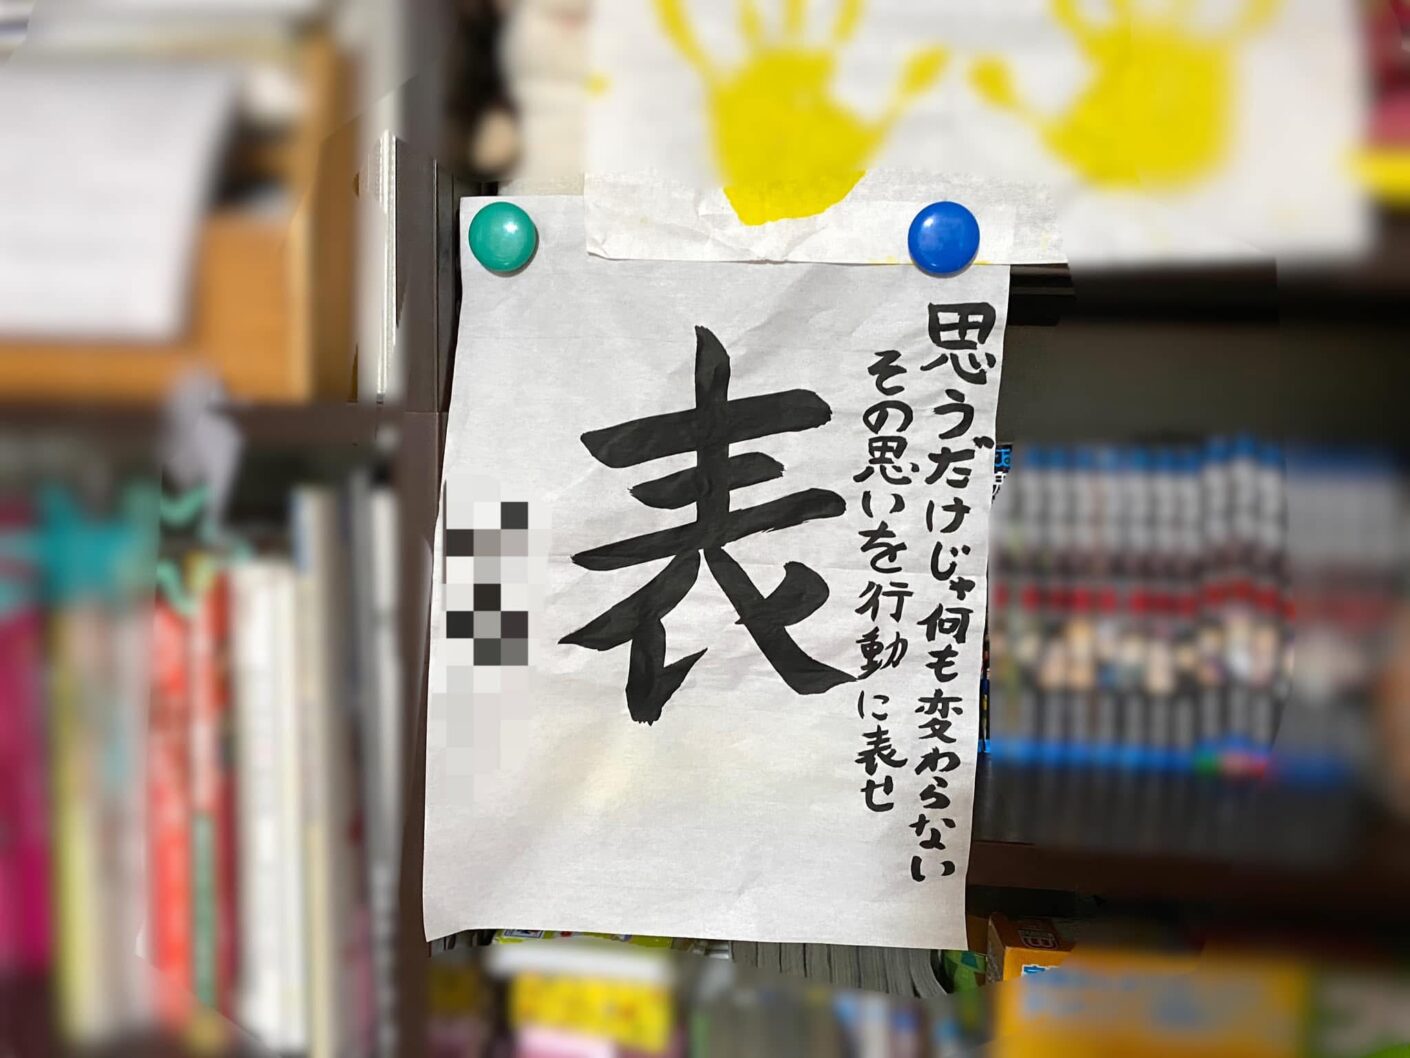 思うだけじゃ何も変わらない
その思いを行動に表せ
表